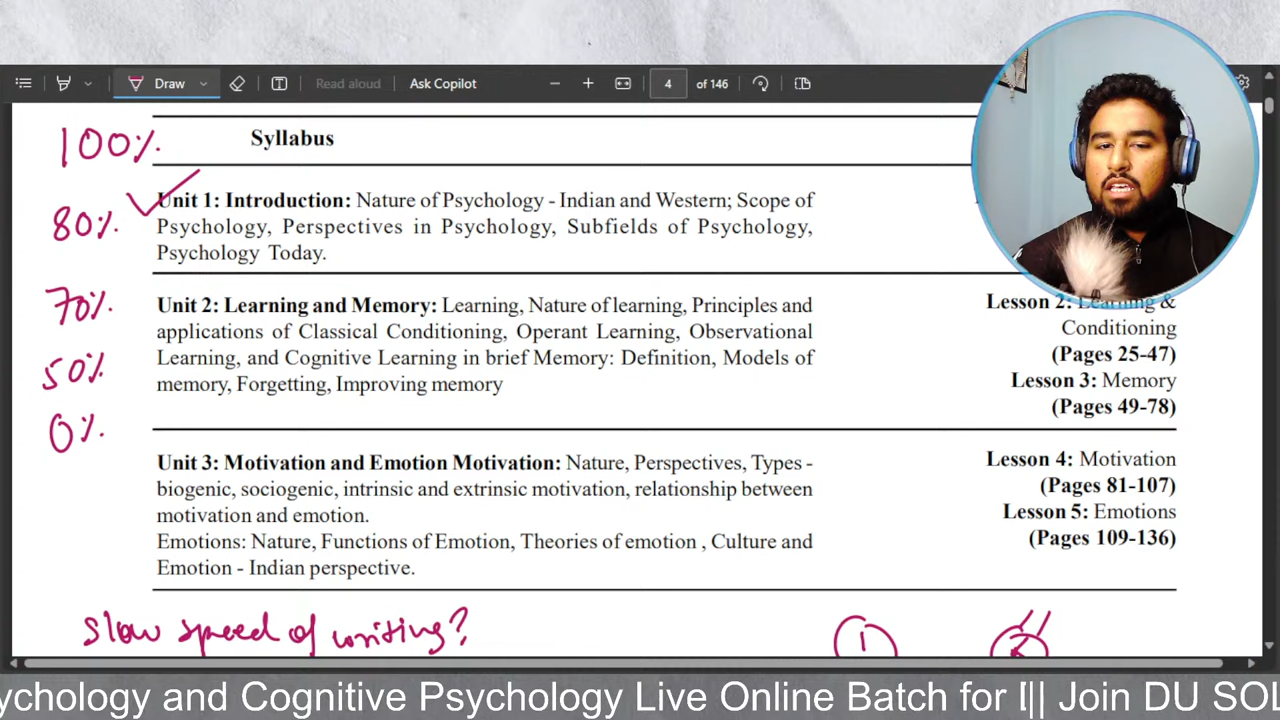 Draw
Read aloud
Ask Copilot
4
of 146
100%
Syllabus
80%
Unit 1: Introduction: Nature of Psychology - Indian and Western; Scope of
Psychology, Perspectives in Psychology, Subfields of Psychology,
Psychology Today.
70%
50%
0%
Unit 2: Learning and Memory: Learning, Nature of learning, Principles and
applications of Classical Conditioning, Operant Learning, Observational
Learning, and Cognitive Learning in brief Memory: Definition, Models of
memory, Forgetting, Improving memory
Lesson 2: Learning &
Conditioning
(Pages 25-47)
Lesson 3: Memory
(Pages 49-78)
Unit 3: Motivation and Emotion Motivation: Nature, Perspectives, Types -
biogenic, sociogenic, intrinsic and extrinsic motivation, relationship between
motivation and emotion.
Emotions: Nature, Functions of Emotion, Theories of emotion , Culture and
Emotion - Indian perspective.
Lesson 4: Motivation
(Pages 81-107)
Lesson 5: Emotions
(Pages 109-136)
slow speed of writing?
1
ychology and Cognitive Psychology Live Online Batch for I|| Join DU SOL